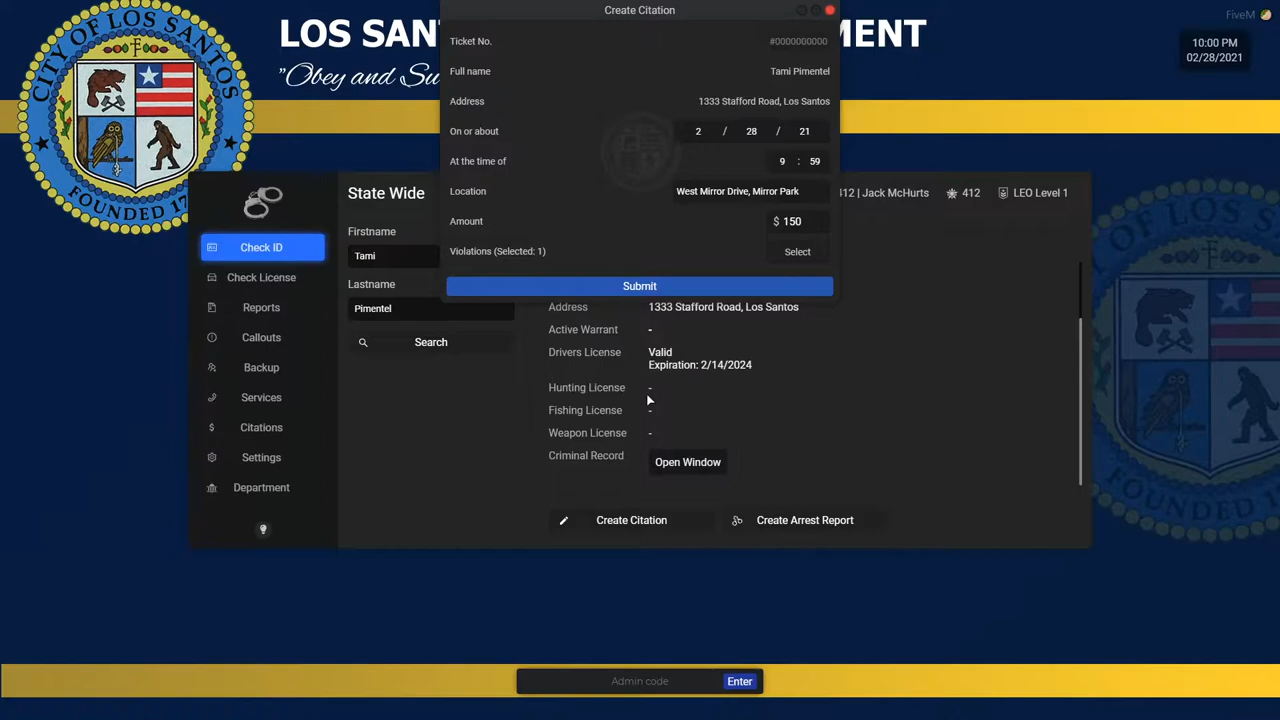 FiveM
10:00 PM
02/28/2021
CITY OF LOS SANTOS
LOS SAN
MENT
"Obey and Su
Create Citation
Ticket No.
#0000000000
Full name
Tami Pimentel
Address
1333 Stafford Road, Los Santos
On or about
2 / 28 / 21
At the time of
9 : 59
Location
West Mirror Drive, Mirror Park
Amount
$ 150
Violations (Selected: 1)
Select
Submit
State Wide
412 | Jack McHurts
412
LEO Level 1
Check ID
Check License
Reports
Callouts
Backup
Services
Citations
Settings
Department
Firstname
Tami
Lastname
Pimentel
Search
Address
1333 Stafford Road, Los Santos
Active Warrant
-
Drivers License
Valid
Expiration: 2/14/2024
Hunting License
-
Fishing License
-
Weapon License
-
Criminal Record
Open Window
Create Citation
Create Arrest Report
Admin code
Enter